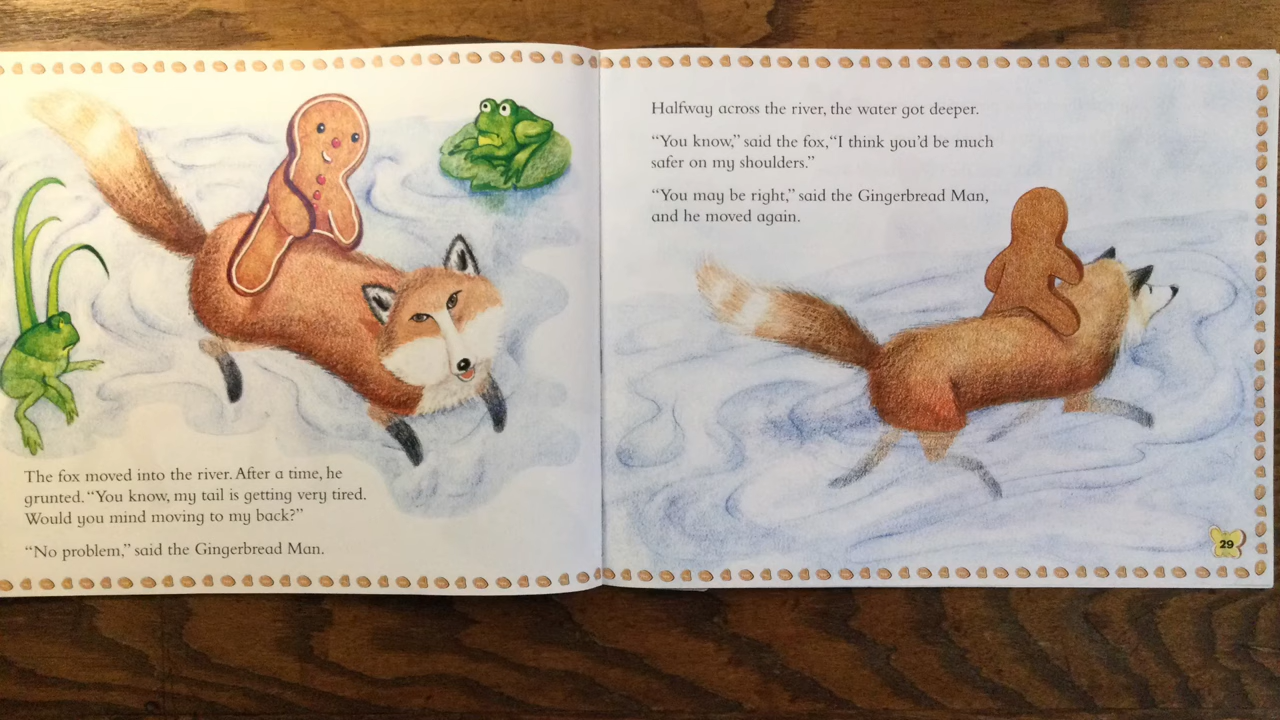 The fox moved into the river. After a time, he
grunted. “You know, my tail is getting very tired.
Would you mind moving to my back?”
“No problem,” said the Gingerbread Man.
Halfway across the river, the water got deeper.
“You know,” said the fox, “I think you’d be much
safer on my shoulders.”
“You may be right,” said the Gingerbread Man,
and he moved again.
29